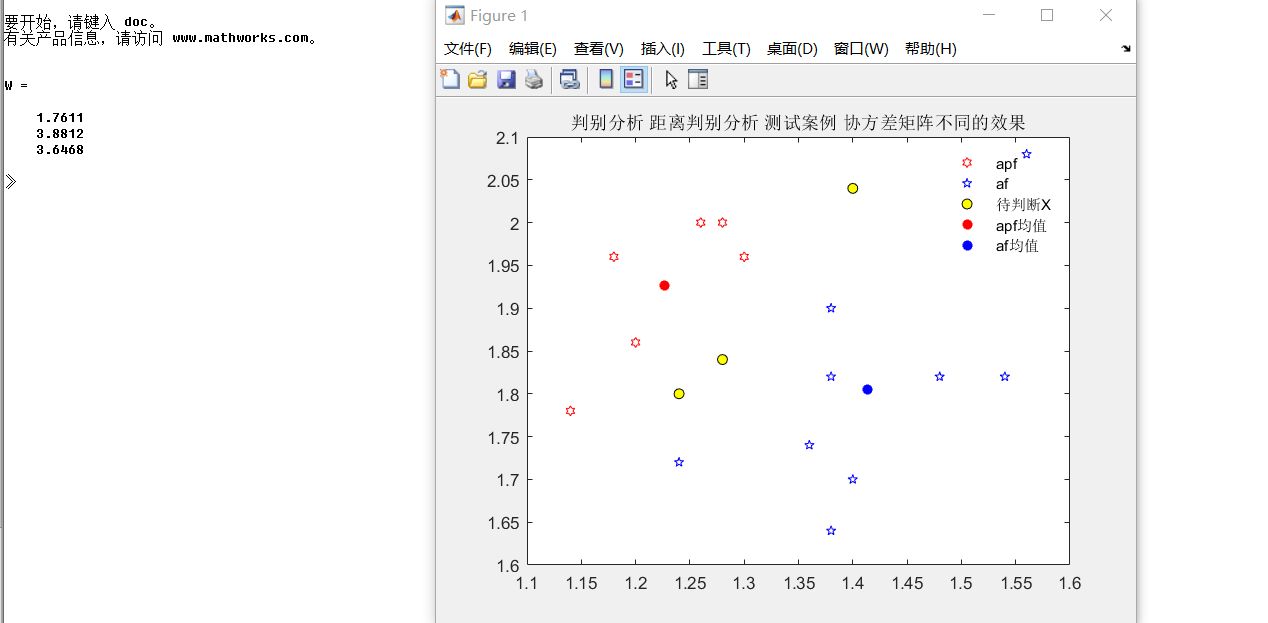 要开始，请键入 doc。
有关产品信息，请访问 www.mathworks.com。
W =
1.7611
3.8812
3.6468
Figure 1
文件(F) 编辑(E) 查看(V) 插入(I) 工具(T) 桌面(D) 窗口(W) 帮助(H)
判别分析 距离判别分析 测试案例 协方差矩阵不同的效果
2.1
2.05
2
1.95
1.9
1.85
1.8
1.75
1.7
1.65
1.6
1.1 1.15 1.2 1.25 1.3 1.35 1.4 1.45 1.5 1.55 1.6
apf
af
待判断X
apf均值
af均值